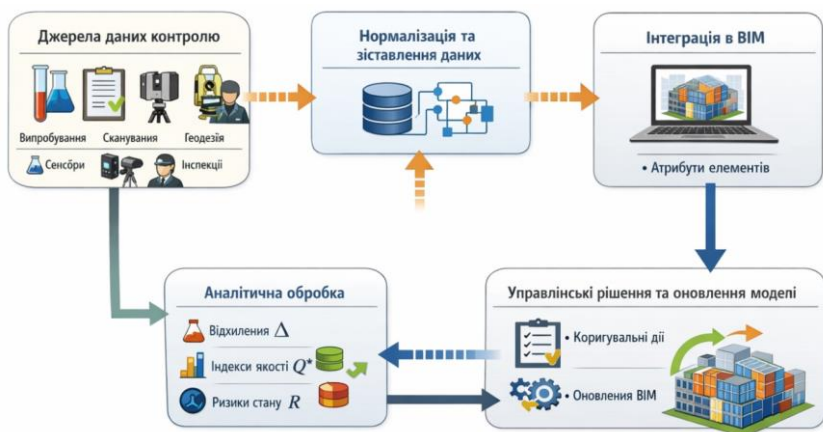 Джерела даних контролю
Випробування
Сканування
Геодезія
Сенсбри
Інспекції
Нормалізація та
зіставлення даних
Інтеграція в BIM
• Атрибути елементів
Аналітична обробка
Відхилення Δ
Індекси якості Q*
Ризики стану R
Управлінські рішення та оновлення моделі
• Коригувальні дії
• Оновлення BIM